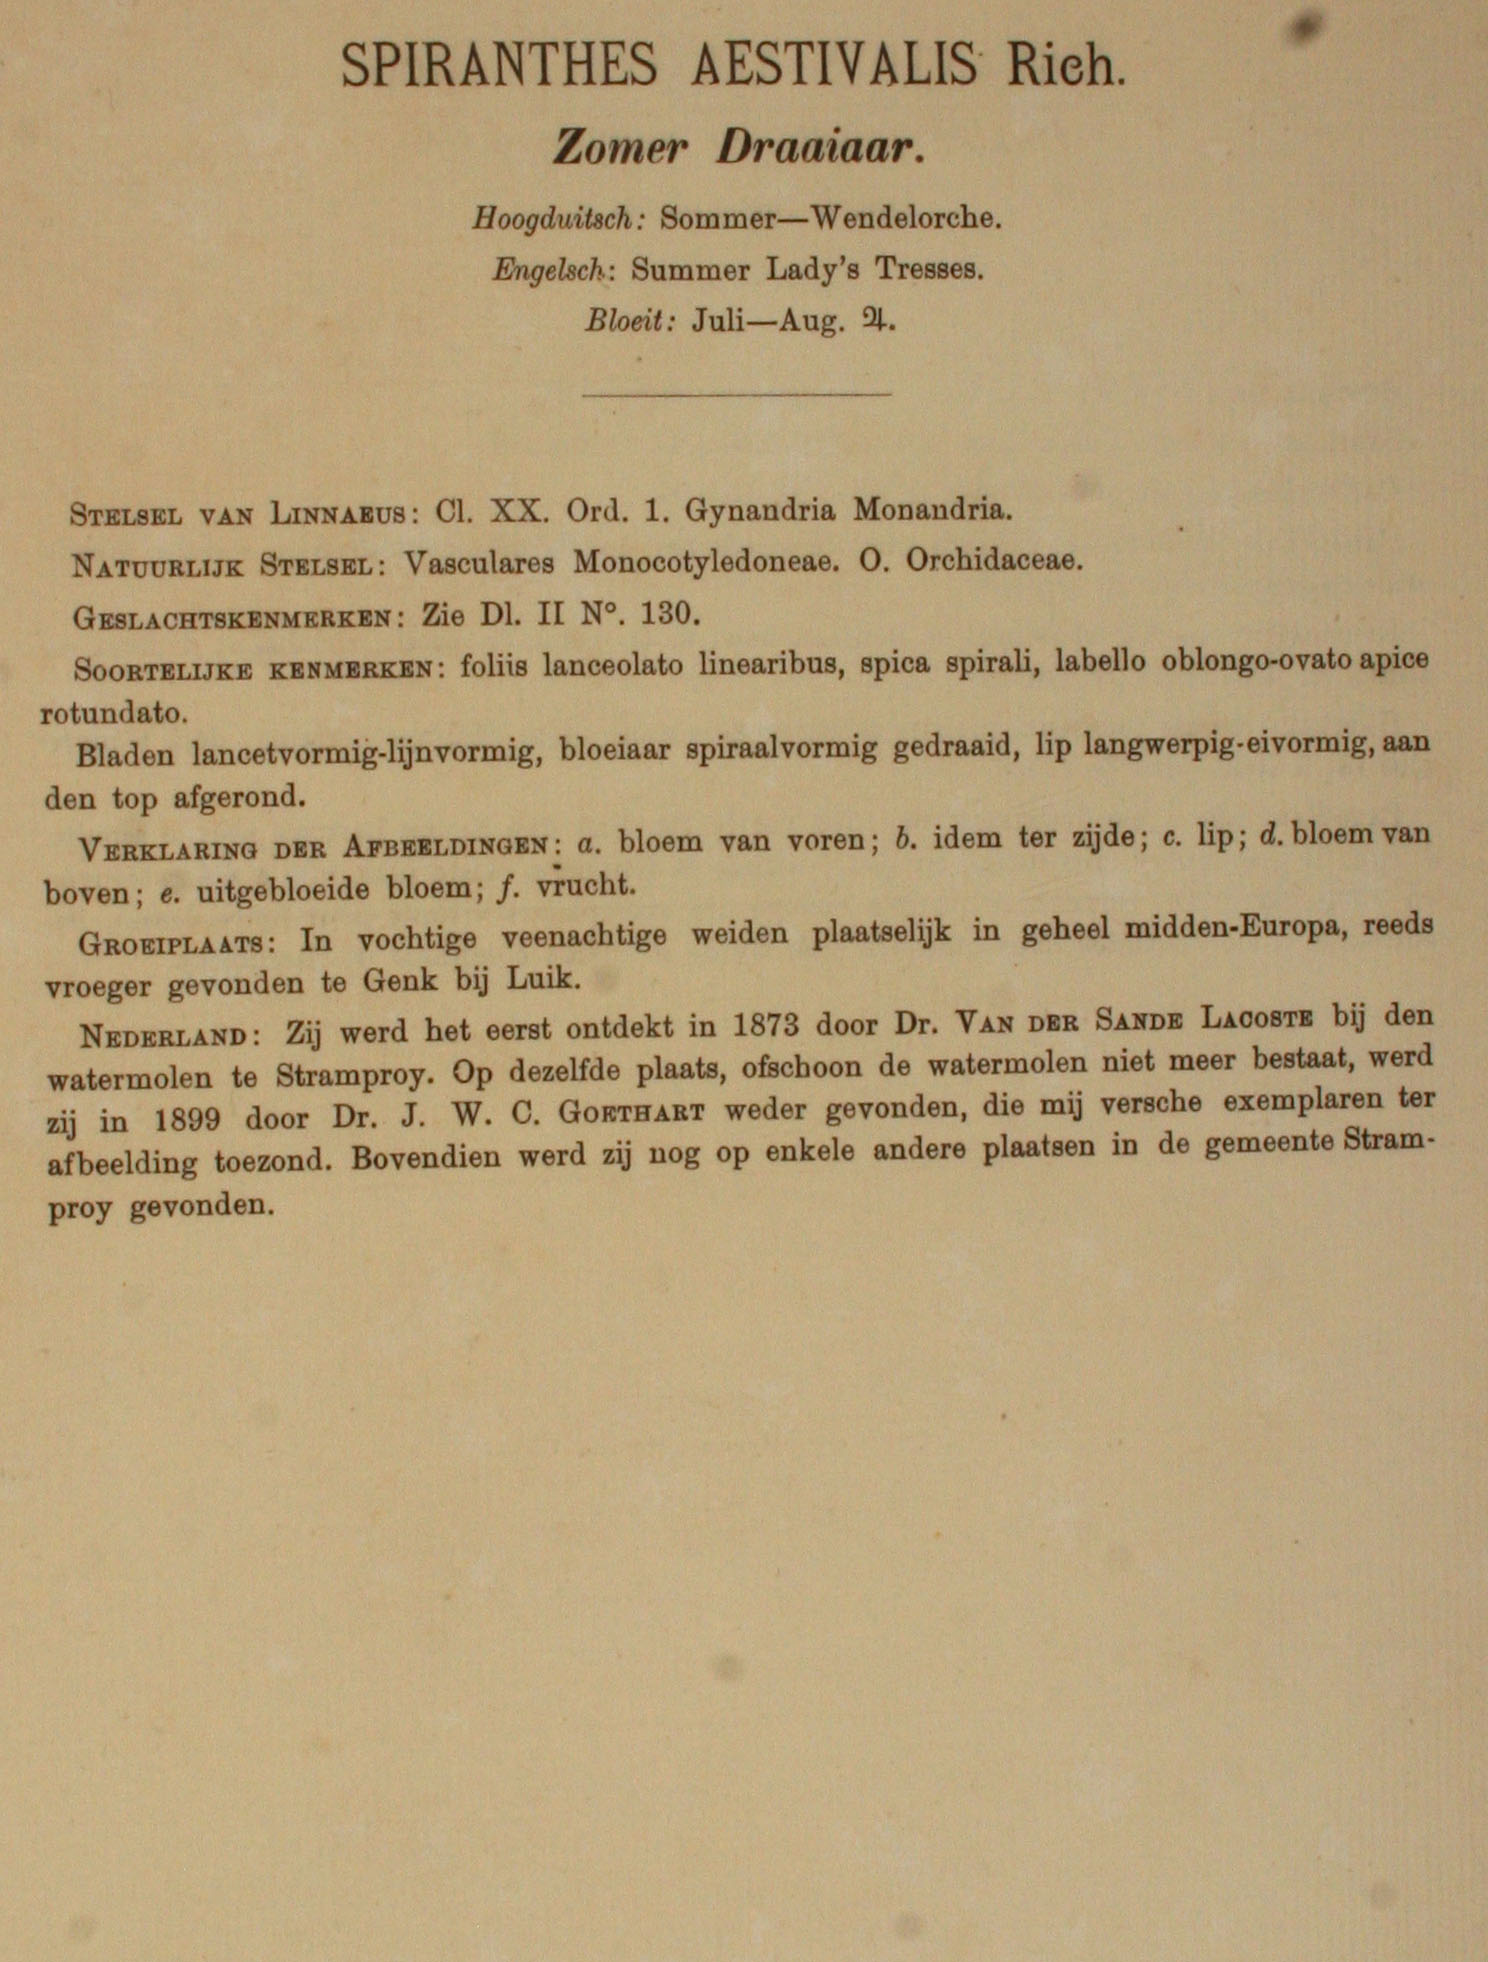 SPIRANTHES AESTIVALIS Rich.
Zomer Draaiaar.
Hoogduitsch: Sommer—Wendelorche.
Engelsch: Summer Lady's Tresses.
Bloeit: Juli—Aug. ♃.
STELSEL VAN LINNAEUS: Cl. XX. Ord. 1. Gynandria Monandria.
NATUURLIJK STELSEL: Vasculares Monocotyledoneae. O. Orchidaceae.
GESLACHTSKENMERKEN: Zie Dl. II N°. 130.
SOORTELIJKE KENMERKEN: foliis lanceolato linearibus, spica spirali, labello oblongo-ovato apice
rotundato.
Bladen lancetvormig-lijnvormig, bloeiaar spiraalvormig gedraaid, lip langwerpig-eivormig, aan
den top afgerond.
VERKLARING DER AFBEELDINGEN: a. bloem van voren; b. idem ter zijde; c. lip; d. bloem van
boven; e. uitgebloeide bloem; f. vrucht.
GROEIPLAATS: In vochtige veenachtige weiden plaatselijk in geheel midden-Europa, reeds
vroeger gevonden te Genk bij Luik.
NEDERLAND: Zij werd het eerst ontdekt in 1873 door Dr. VAN DER SANDE LACOSTE bij den
watermolen te Stramproy. Op dezelfde plaats, ofschoon de watermolen niet meer bestaat, werd
zij in 1899 door Dr. J. W. C. GOETHART weder gevonden, die mij versche exemplaren ter
afbeelding toezond. Bovendien werd zij nog op enkele andere plaatsen in de gemeente Stram-
proy gevonden.